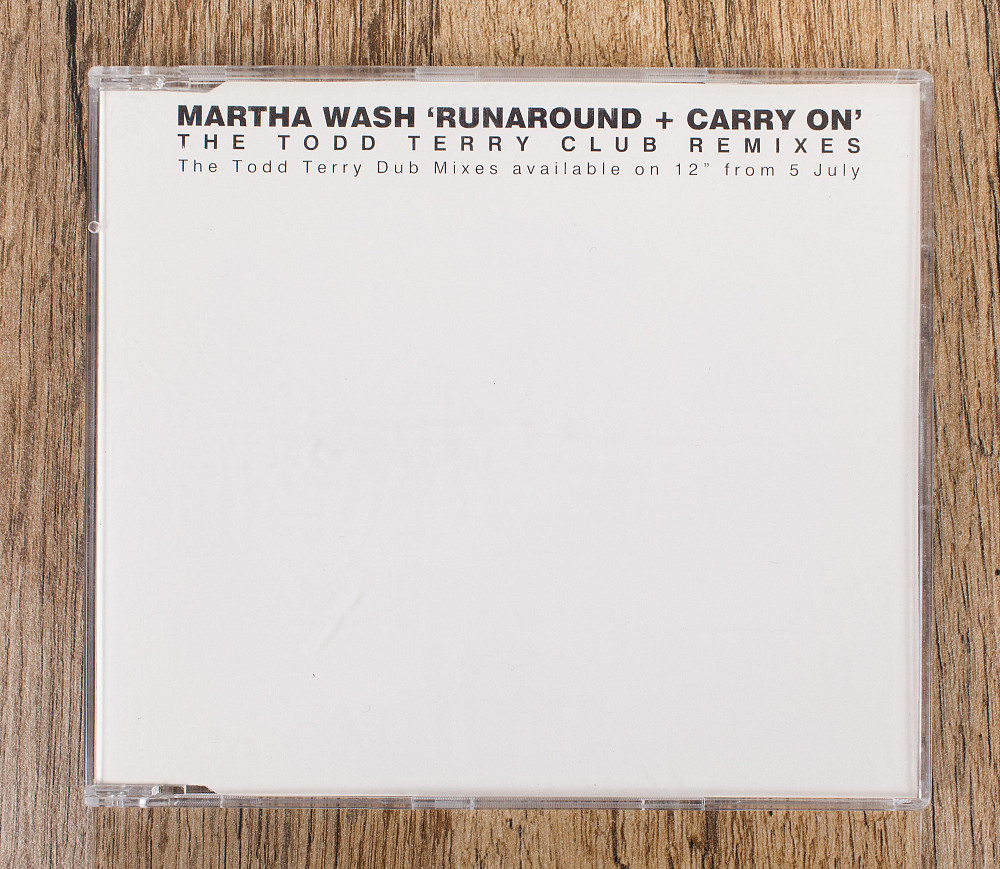 MARTHA WASH ‘RUNAROUND + CARRY ON’
THE TODD TERRY CLUB REMIXES
The Todd Terry Dub Mixes available on 12” from 5 July